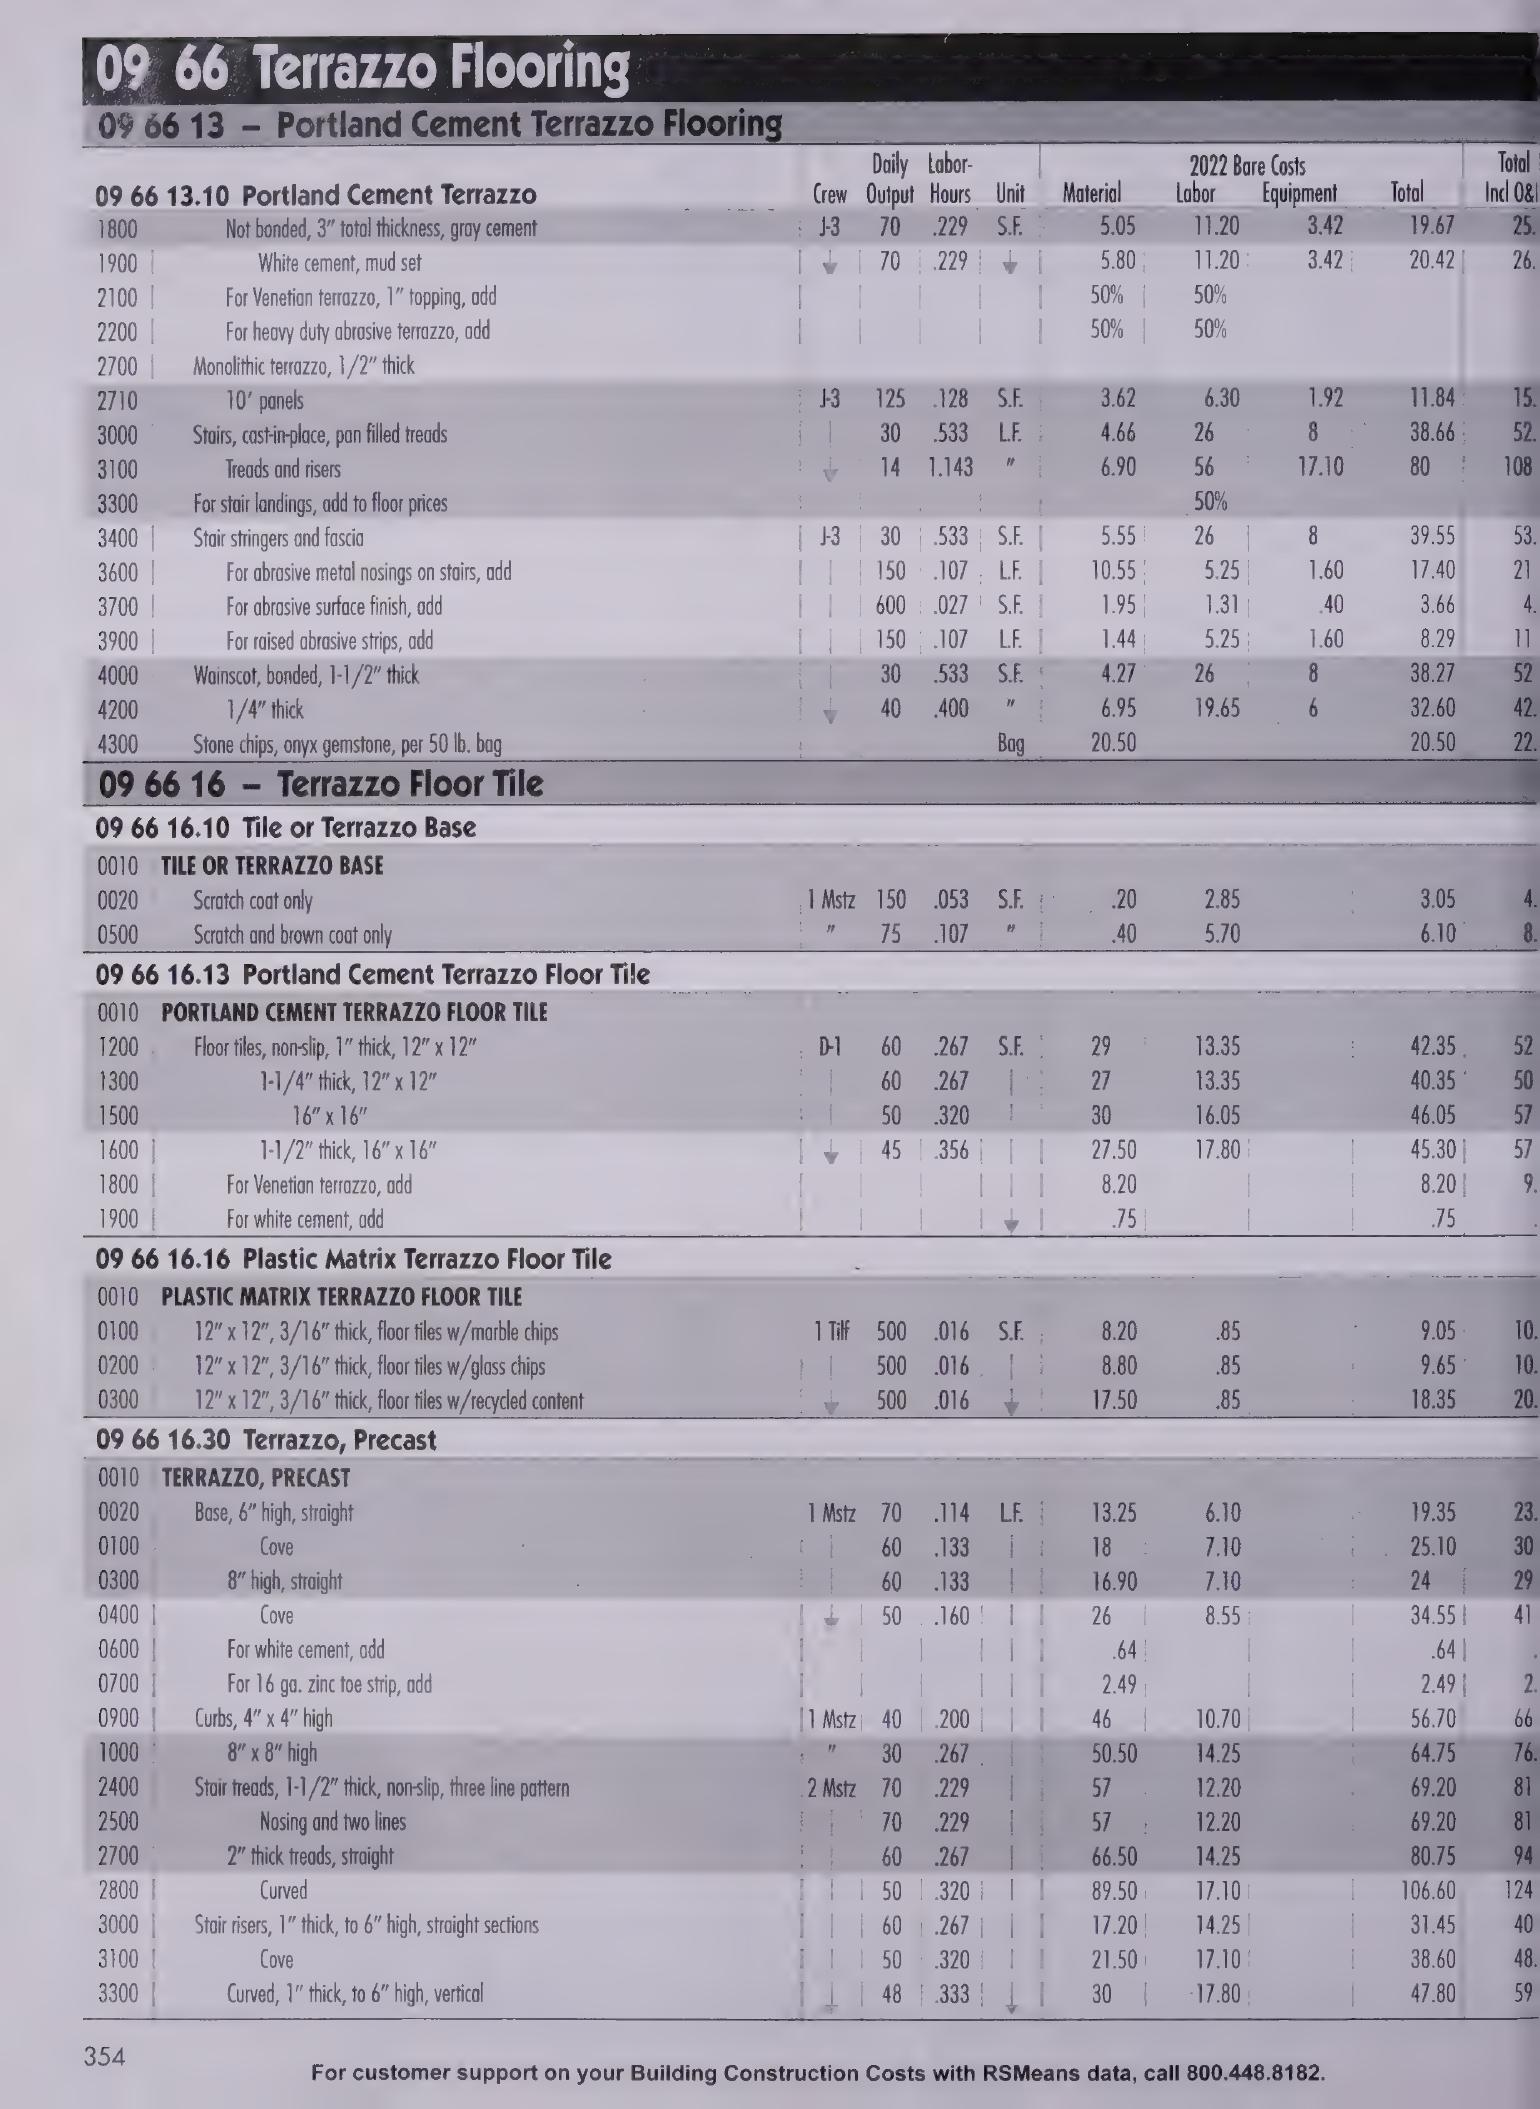 09 66 Terrazzo Flooring
09 66 13 – Portland Cement Terrazzo Flooring
Daily Labor- 2022 Bare Costs Total
09 66 13.10 Portland Cement Terrazzo Crew Output Hours Unit Material Labor Equipment Total Incl O&
1800 Not bonded, 3" total thickness, gray cement J-3 70 .229 S.F. 5.05 11.20 3.42 19.67 25.
1900 White cement, mud set 70 .229 5.80 11.20 3.42 20.42 26.
2100 For Venetian terrazzo, 1" topping, add 50% 50%
2200 For heavy duty abrasive terrazzo, add 50% 50%
2700 Monolithic terrazzo, 1/2" thick
2710 10' panels J-3 125 .128 S.F. 3.62 6.30 1.92 11.84 15.
3000 Stairs, cast-in-place, pan filled treads 30 .533 L.F. 4.66 26 8 38.66 52.
3100 Treads and risers 14 1.143 " 6.90 56 17.10 80 108
3300 For stair landings, add to floor prices 50%
3400 Stair stringers and fascia J-3 30 .533 S.F. 5.55 26 8 39.55 53.
3600 For abrasive metal nosings on stairs, add 150 .107 L.F. 10.55 5.25 1.60 17.40 21
3700 For abrasive surface finish, add 600 .027 S.F. 1.95 1.31 .40 3.66 4.
3900 For raised abrasive strips, add 150 .107 L.F. 1.44 5.25 1.60 8.29 11
4000 Wainscot, bonded, 1-1/2" thick 30 .533 S.F. 4.27 26 8 38.27 52
4200 1/4" thick 40 .400 " 6.95 19.65 6 32.60 42.
4300 Stone chips, onyx gemstone, per 50 lb. bag Bag 20.50 20.50 22.
09 66 16 – Terrazzo Floor Tile
09 66 16.10 Tile or Terrazzo Base
0010 TILE OR TERRAZZO BASE
0020 Scratch coat only 1 Mstz 150 .053 S.F. .20 2.85 3.05 4.
0500 Scratch and brown coat only " 75 .107 " .40 5.70 6.10 8.
09 66 16.13 Portland Cement Terrazzo Floor Tile
0010 PORTLAND CEMENT TERRAZZO FLOOR TILE
1200 Floor tiles, non-slip, 1" thick, 12" x 12" D-1 60 .267 S.F. 29 13.35 42.35 52
1300 1-1/4" thick, 12" x 12" 60 .267 27 13.35 40.35 50
1500 16" x 16" 50 .320 30 16.05 46.05 57
1600 1-1/2" thick, 16" x 16" 45 .356 27.50 17.80 45.30 57
1800 For Venetian terrazzo, add 8.20 8.20 9.
1900 For white cement, add .75 .75 .
09 66 16.16 Plastic Matrix Terrazzo Floor Tile
0010 PLASTIC MATRIX TERRAZZO FLOOR TILE
0100 12" x 12", 3/16" thick, floor tiles w/marble chips 1 Tilf 500 .016 S.F. 8.20 .85 9.05 10.
0200 12" x 12", 3/16" thick, floor tiles w/glass chips 500 .016 8.80 .85 9.65 10.
0300 12" x 12", 3/16" thick, floor tiles w/recycled content 500 .016 17.50 .85 18.35 20.
09 66 16.30 Terrazzo, Precast
0010 TERRAZZO, PRECAST
0020 Base, 6" high, straight 1 Mstz 70 .114 L.F. 13.25 6.10 19.35 23.
0100 Cove 60 .133 18 7.10 25.10 30
0300 8" high, straight 60 .133 16.90 7.10 24 29
0400 Cove 50 .160 26 8.55 34.55 41
0600 For white cement, add .64 .64 .
0700 For 16 ga. zinc toe strip, add 2.49 2.49 2.
0900 Curbs, 4" x 4" high 1 Mstz 40 .200 46 10.70 56.70 66
1000 8" x 8" high " 30 .267 50.50 14.25 64.75 76.
2400 Stair treads, 1-1/2" thick, non-slip, three line pattern 2 Mstz 70 .229 57 12.20 69.20 81
2500 Nosing and two lines 70 .229 57 12.20 69.20 81
2700 2" thick treads, straight 60 .267 66.50 14.25 80.75 94
2800 Curved 50 .320 89.50 17.10 106.60 124
3000 Stair risers, 1" thick, to 6" high, straight sections 60 .267 17.20 14.25 31.45 40
3100 Cove 50 .320 21.50 17.10 38.60 48.
3300 Curved, 1" thick, to 6" high, vertical 48 .333 30 17.80 47.80 59
354
For customer support on your Building Construction Costs with RSMeans data, call 800.448.8182.